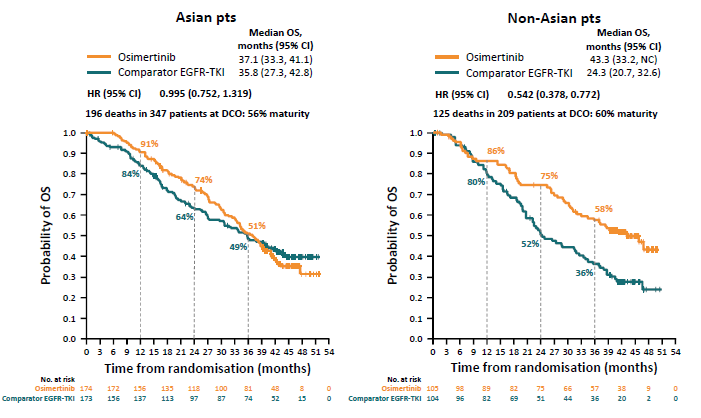 Asian pts
Median OS,
months (95% CI)
Osimertinib 37.1 (33.3, 41.1)
Comparator EGFR-TKI 35.8 (27.3, 42.8)
HR (95% CI) 0.995 (0.752, 1.319)
196 deaths in 347 patients at DCO: 56% maturity
Probability of OS
1.0
0.9
0.8
0.7
0.6
0.5
0.4
0.3
0.2
0.1
0.0
91%
84%
74%
64%
51%
49%
0 3 6 9 12 15 18 21 24 27 30 33 36 39 42 45 48 51 54
Time from randomisation (months)
No. at risk
Osimertinib 174 172 156 135 118 100 81 48 8 0
Comparator EGFR-TKI 173 156 137 113 97 87 74 52 15 0
Non-Asian pts
Median OS,
months (95% CI)
Osimertinib 43.3 (33.2, NC)
Comparator EGFR-TKI 24.3 (20.7, 32.6)
HR (95% CI) 0.542 (0.378, 0.772)
125 deaths in 209 patients at DCO: 60% maturity
Probability of OS
1.0
0.9
0.8
0.7
0.6
0.5
0.4
0.3
0.2
0.1
0.0
86%
80%
75%
52%
58%
36%
0 3 6 9 12 15 18 21 24 27 30 33 36 39 42 45 48 51 54
Time from randomisation (months)
No. at risk
Osimertinib 105 98 89 82 75 66 57 38 9 0
Comparator EGFR-TKI 104 96 82 69 51 44 36 20 2 0